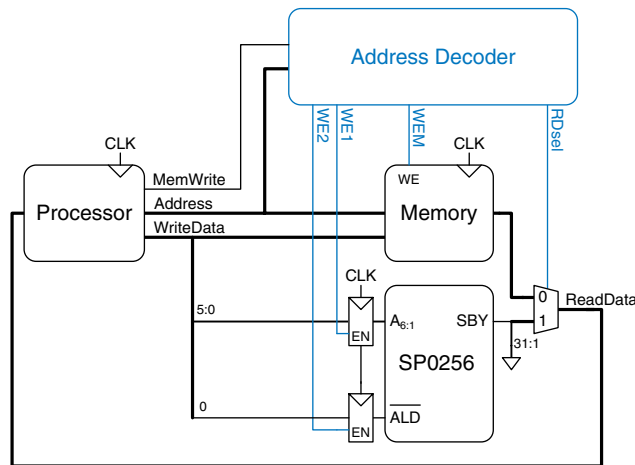 Address Decoder
WE2
WE1
WEM
RDsel
CLK
CLK
MemWrite
WE
Processor
Address
Memory
WriteData
CLK
5:0
A6:1
SBY
0
ReadData
1
EN
31:1
SP0256
0
ALD
EN